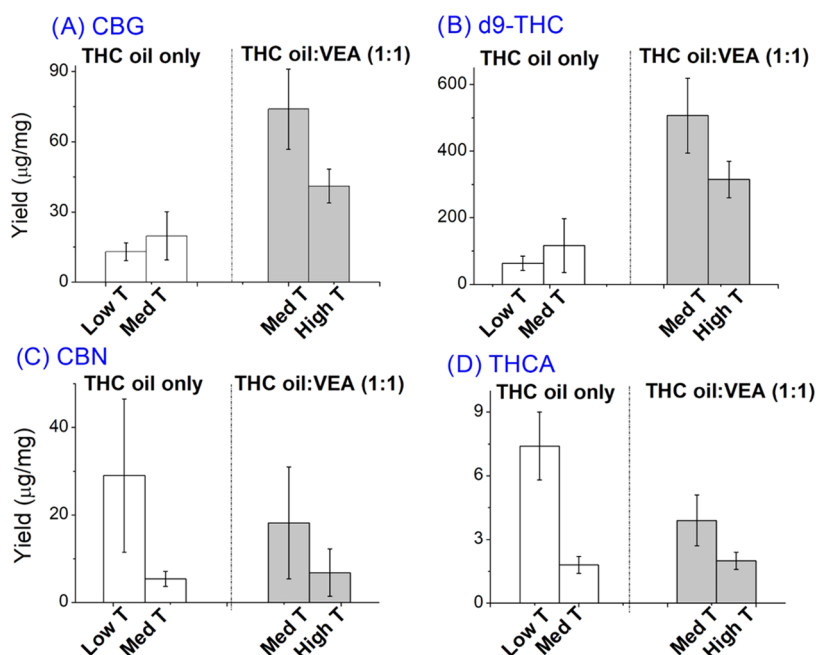 (A) CBG
THC oil only THC oil:VEA (1:1)
Yield (µg/mg)
90
60
30
0
Low T Med T Med T High T
(B) d9-THC
THC oil only THC oil:VEA (1:1)
600
400
200
0
Low T Med T Med T High T
(C) CBN
THC oil only THC oil:VEA (1:1)
Yield (µg/mg)
40
20
0
Low T Med T Med T High T
(D) THCA
THC oil only THC oil:VEA (1:1)
9
6
3
0
Low T Med T Med T High T